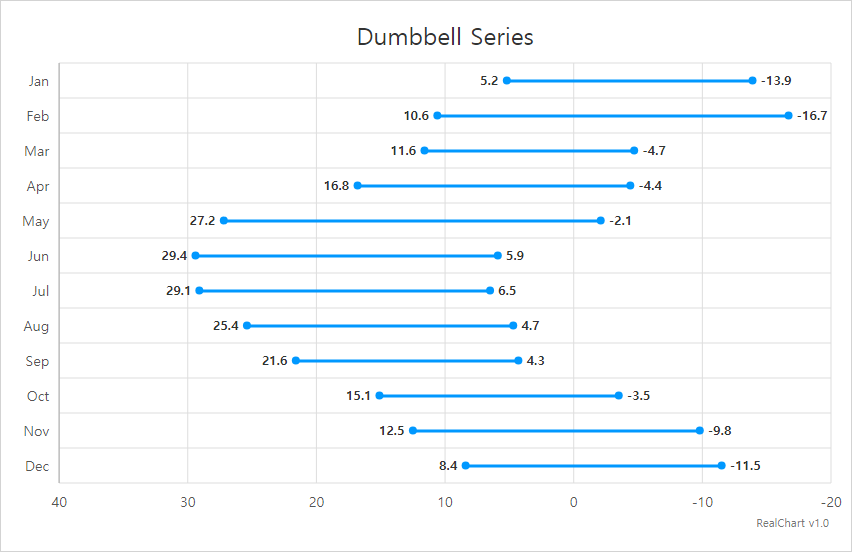 Dumbbell Series
Jan 5.2 -13.9
Feb 10.6 -16.7
Mar 11.6 -4.7
Apr 16.8 -4.4
May 27.2 -2.1
Jun 29.4 5.9
Jul 29.1 6.5
Aug 25.4 4.7
Sep 21.6 4.3
Oct 15.1 -3.5
Nov 12.5 -9.8
Dec 8.4 -11.5
40 30 20 10 0 -10 -20
RealChart v1.0